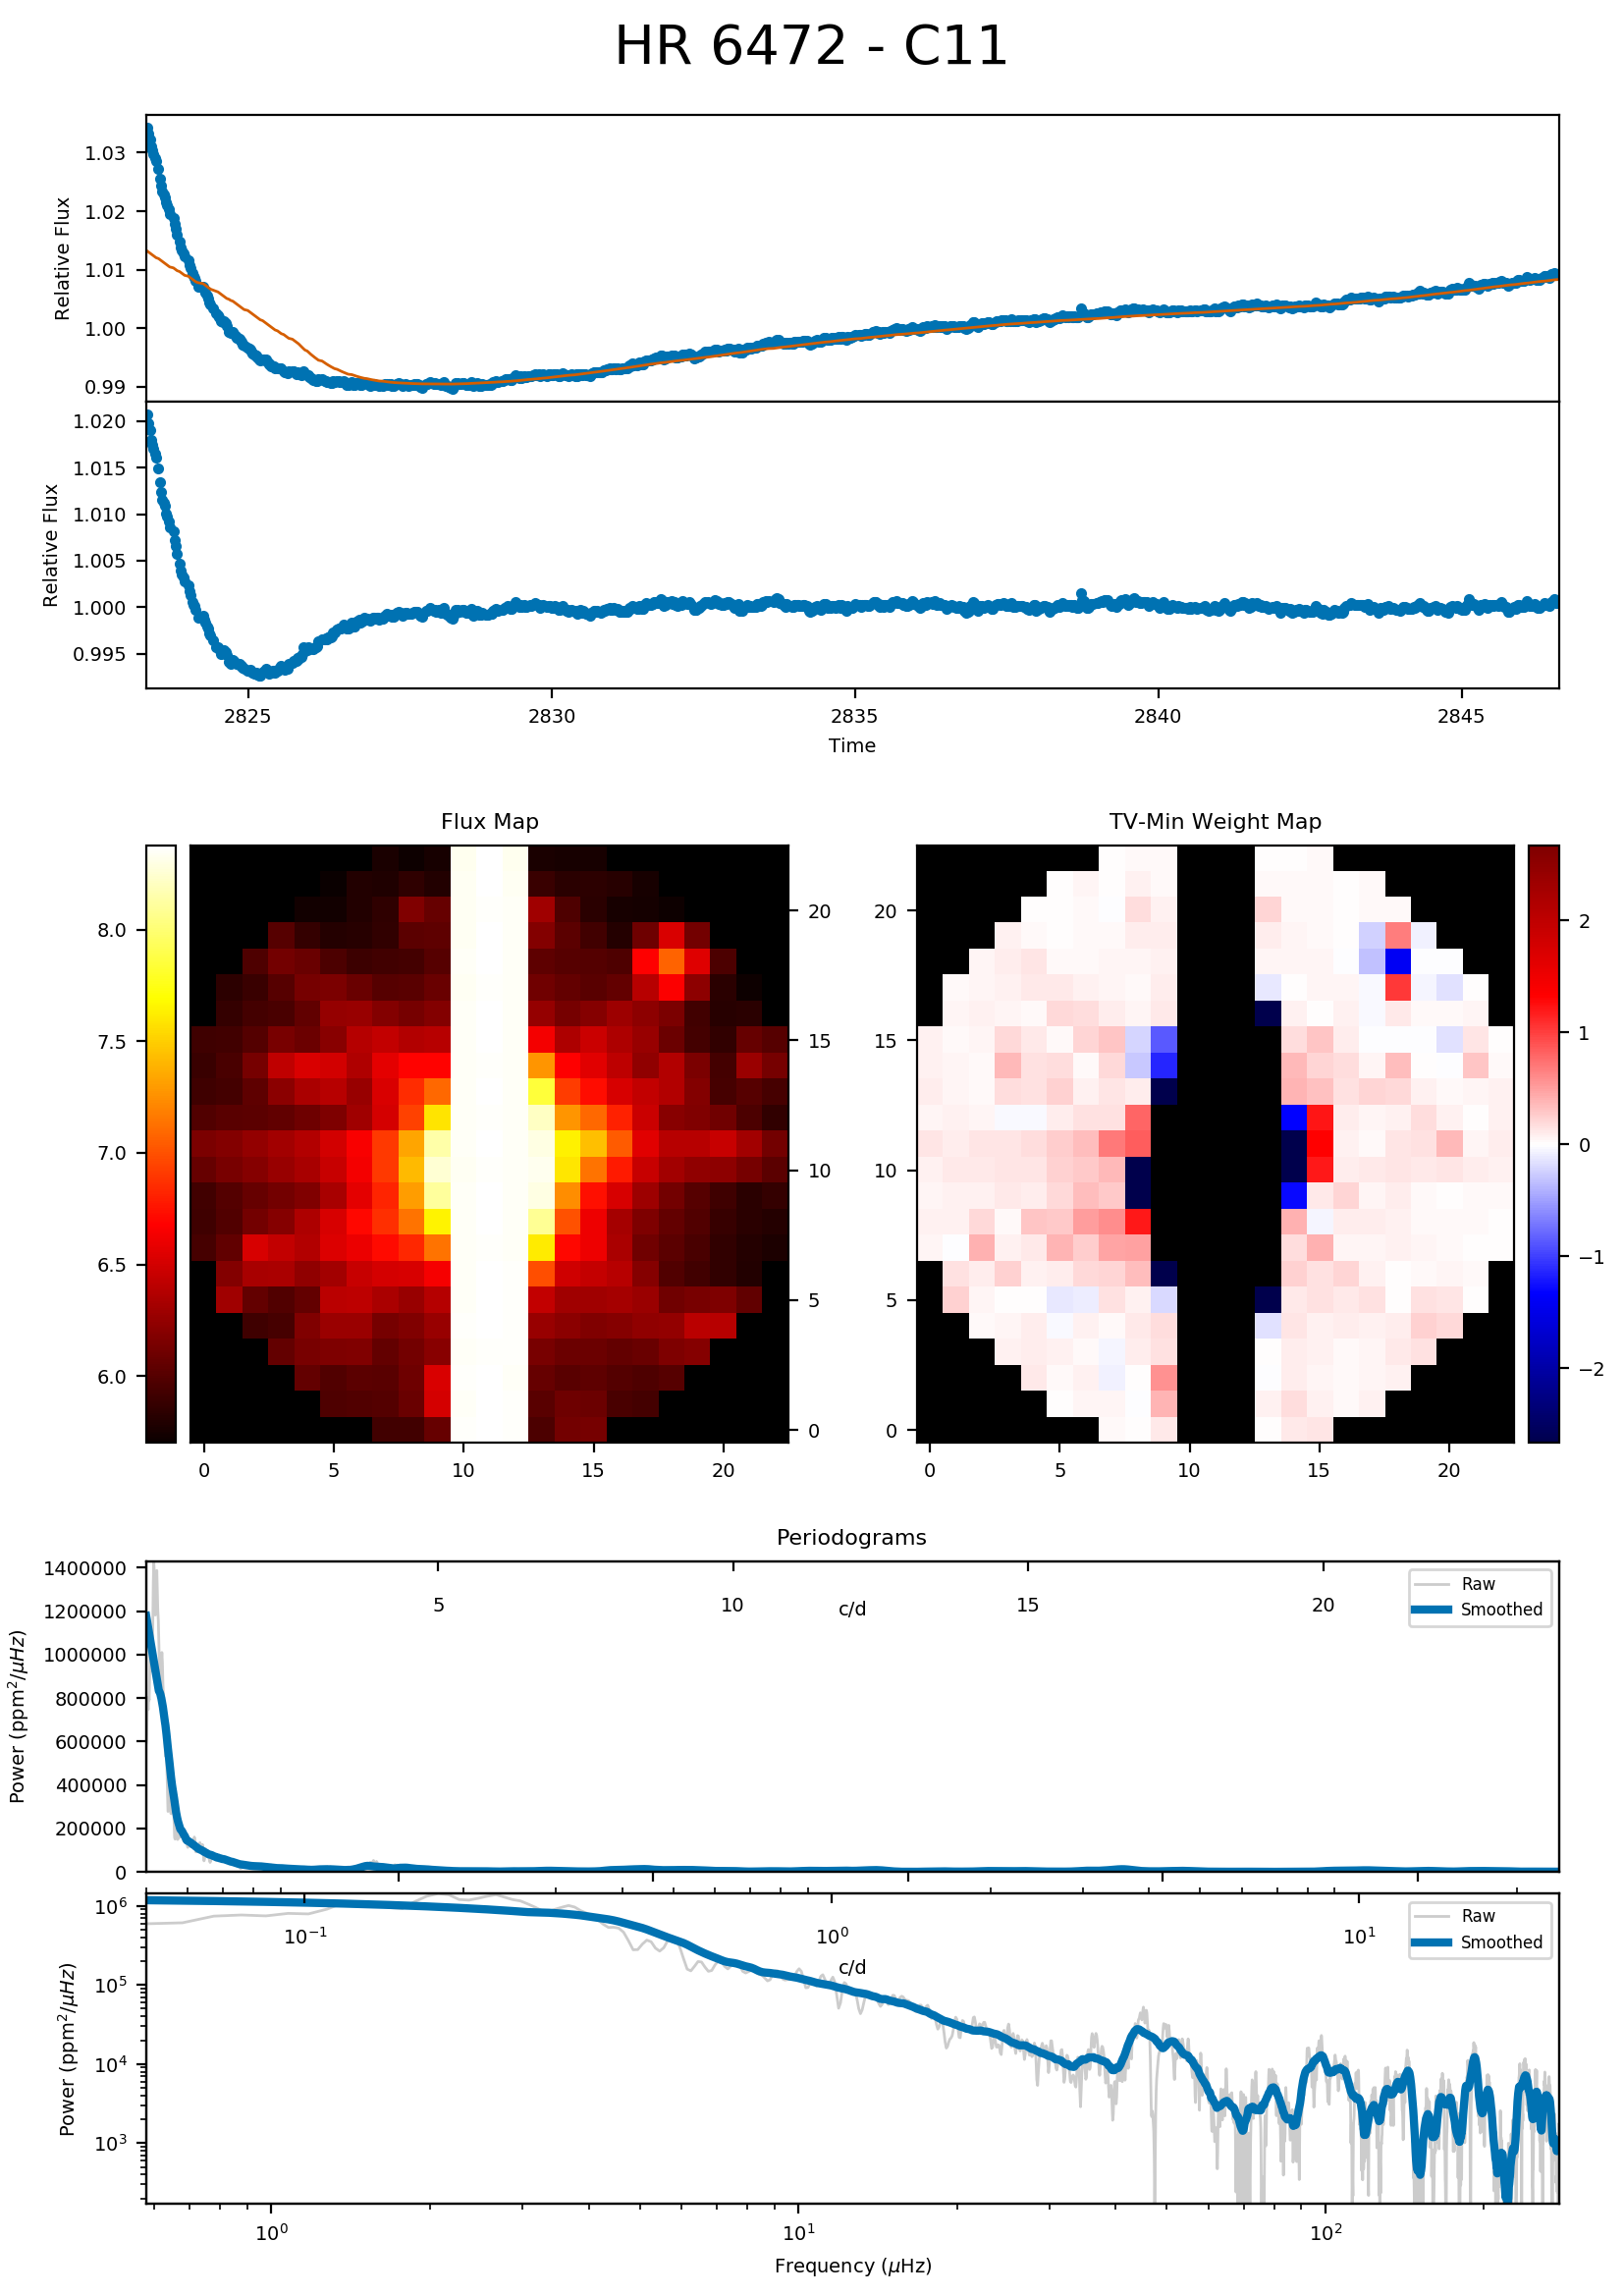 HR 6472 - C11
Relative Flux
1.03
1.02
1.01
1.00
0.99
Relative Flux
1.020
1.015
1.010
1.005
1.000
0.995
2825 2830 2835 2840 2845
Time
Flux Map
TV-Min Weight Map
8.0
7.5
7.0
6.5
6.0
20
15
10
5
0
0 5 10 15 20
20
15
10
5
0
0 5 10 15 20
2
1
0
−1
−2
Periodograms
Power (ppm²/μHz)
1400000
1200000
1000000
800000
600000
400000
200000
0
5 10 15 20
c/d
Raw
Smoothed
Power (ppm²/μHz)
10⁶
10⁵
10⁴
10³
10⁻¹ 10⁰ 10¹
c/d
Raw
Smoothed
10⁰ 10¹ 10²
Frequency (μHz)